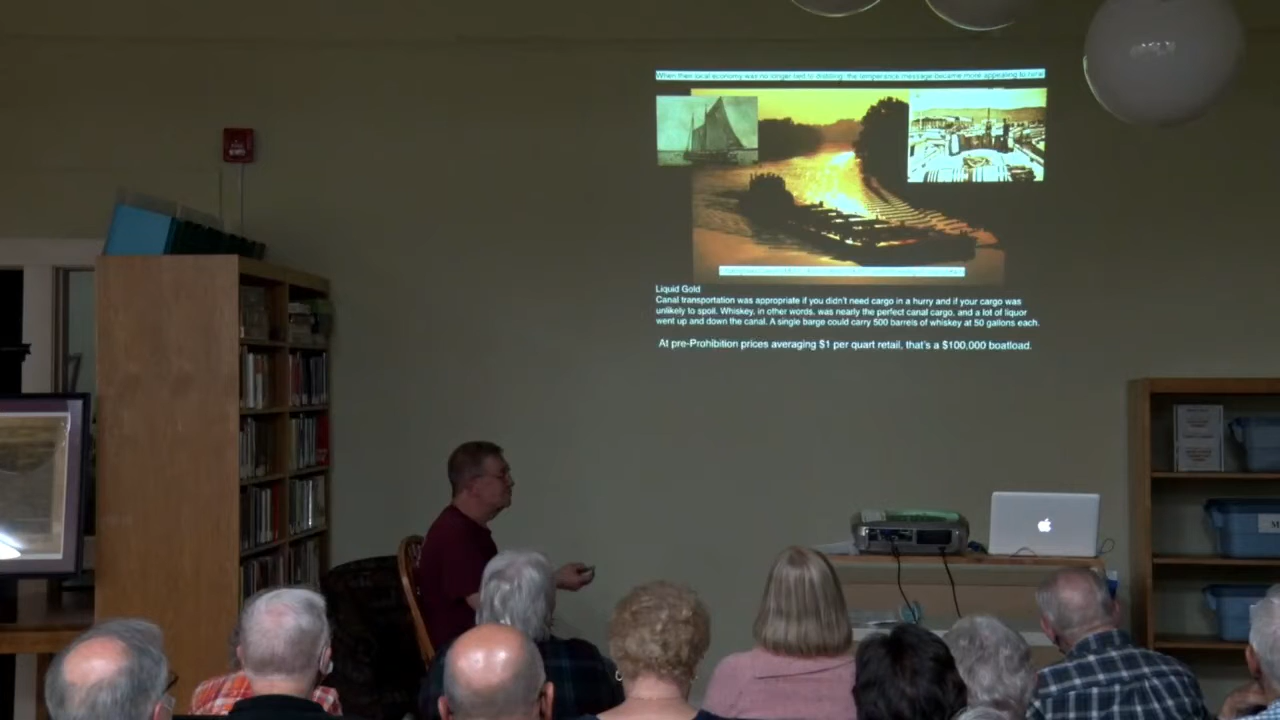 When their local economy was no longer tied to distilling, the temperance message became more appealing to
Liquid Gold
Canal transportation was appropriate if you didn't need cargo in a hurry and if your cargo was
unlikely to spoil. Whiskey, in other words, was nearly the perfect canal cargo, and a lot of liquor
went up and down the canal. A single barge could carry 500 barrels of whiskey at 50 gallons each.
At pre-Prohibition prices averaging $1 per quart retail, that's a $100,000 boatload.